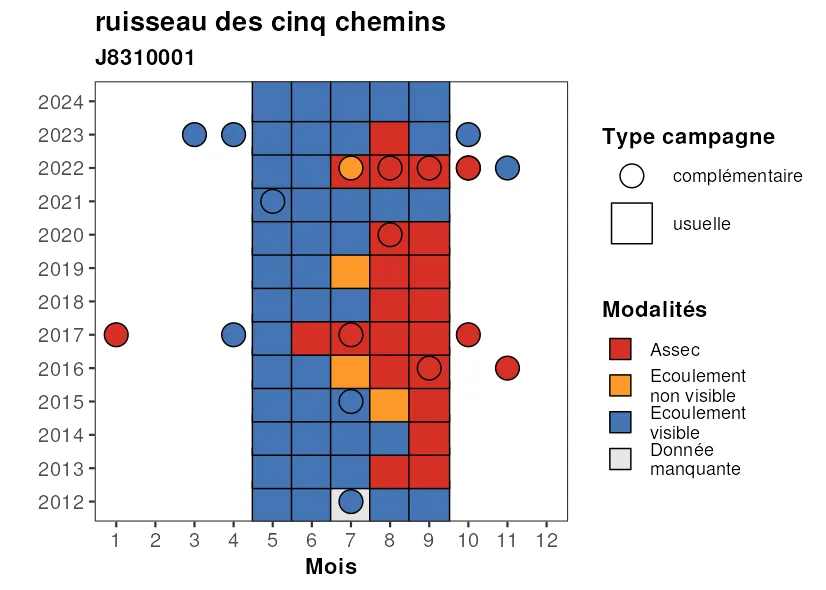 ruisseau des cinq chemins
J8310001
2024
2023
2022
2021
2020
2019
2018
2017
2016
2015
2014
2013
2012
1 2 3 4 5 6 7 8 9 10 11 12
Mois
Type campagne
complémentaire
usuelle
Modalités
Assec
Ecoulement
non visible
Ecoulement
visible
Donnée
manquante